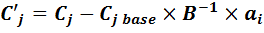 C'ⱼ = Cⱼ − Cⱼ base × B⁻¹ × aᵢ